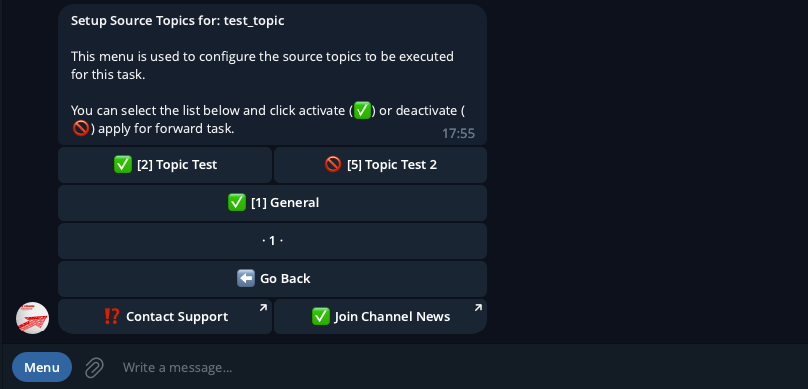 Setup Source Topics for: test_topic
This menu is used to configure the source topics to be executed
for this task.
You can select the list below and click activate (✅) or deactivate (
🚫) apply for forward task.
17:55
✅ [2] Topic Test
🚫 [5] Topic Test 2
✅ [1] General
· 1 ·
⬅️ Go Back
⁉️ Contact Support
✅ Join Channel News
Menu
Write a message...